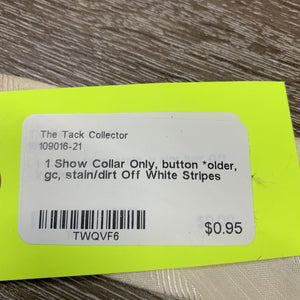 The Tack Collector
109016-21
1 Show Collar Only, button *older,
gc, stain/dirt Off White Stripes
TWQVF6
$0.95